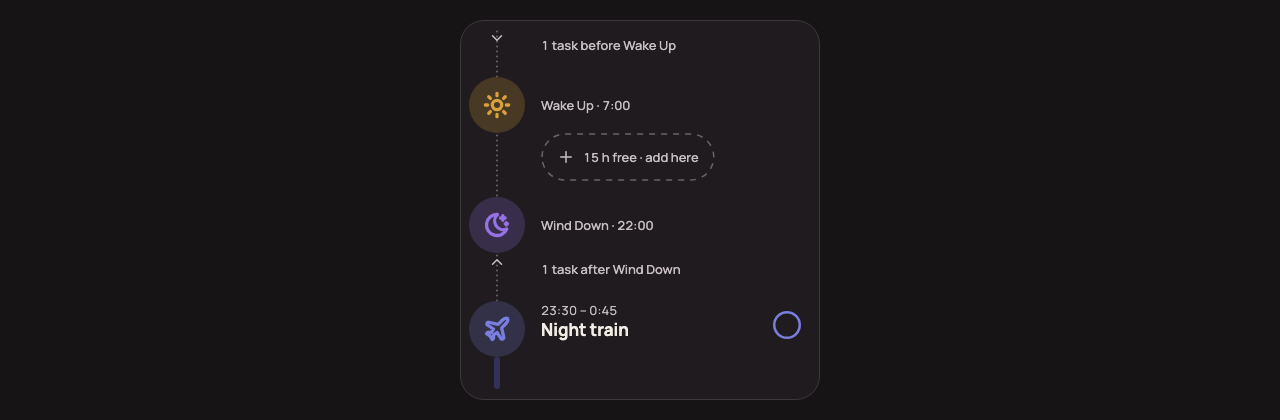 1 task before Wake Up
Wake Up · 7:00
15 h free · add here
Wind Down · 22:00
1 task after Wind Down
23:30 – 0:45
Night train